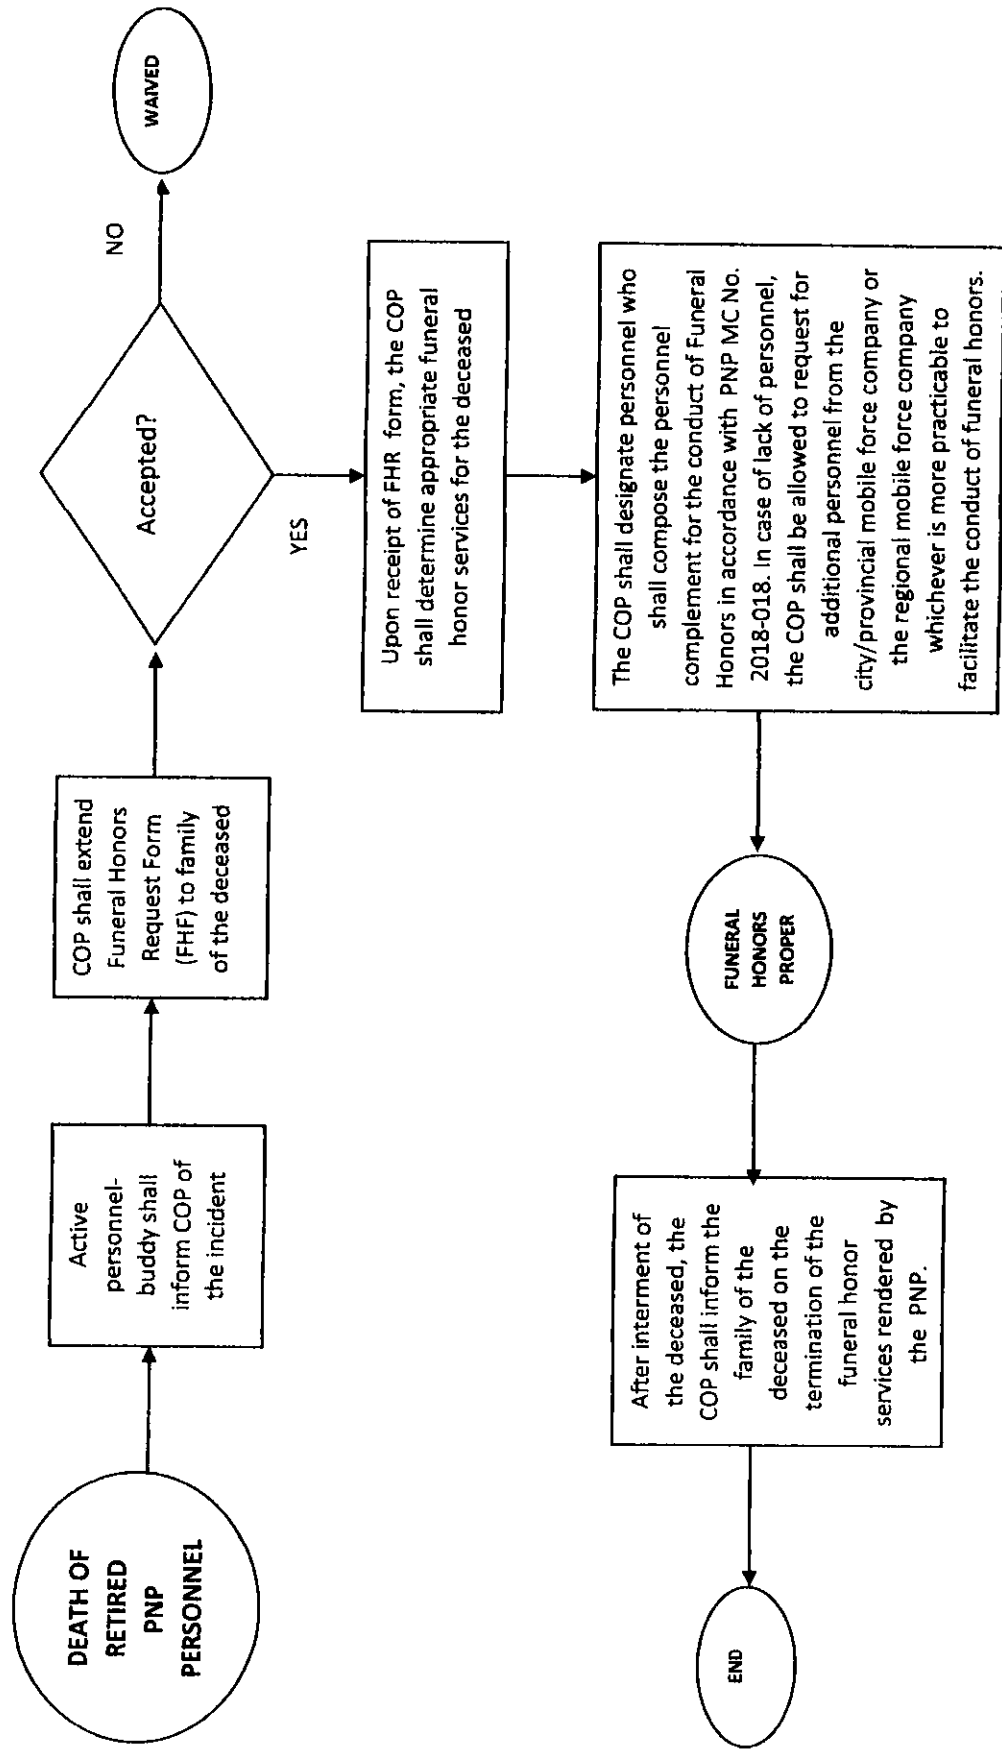 DEATH OF
RETIRED
PNP
PERSONNEL
Active
personnel-
buddy shall
inform COP of
the incident
COP shall extend
Funeral Honors
Request Form
(FHF) to family
of the deceased
Accepted?
NO
WAIVED
YES
Upon receipt of FHR form, the COP
shall determine appropriate funeral
honor services for the deceased
The COP shall designate personnel who
shall compose the personnel
complement for the conduct of Funeral
Honors in accordance with PNP MC No.
2018-018. In case of lack of personnel,
the COP shall be allowed to request for
additional personnel from the
city/provincial mobile force company or
the regional mobile force company
whichever is more practicable to
facilitate the conduct of funeral honors.
FUNERAL
HONORS
PROPER
After interment of
the deceased, the
COP shall inform the
family of the
deceased on the
termination of the
funeral honor
services rendered by
the PNP.
END